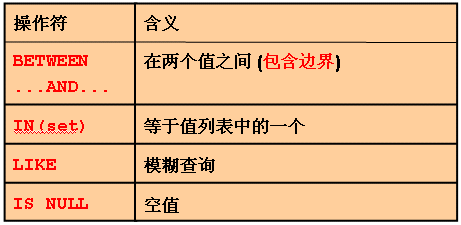 操作符 含义
BETWEEN 在两个值之间 (包含边界)
...AND...
IN(set) 等于值列表中的一个
LIKE 模糊查询
IS NULL 空值